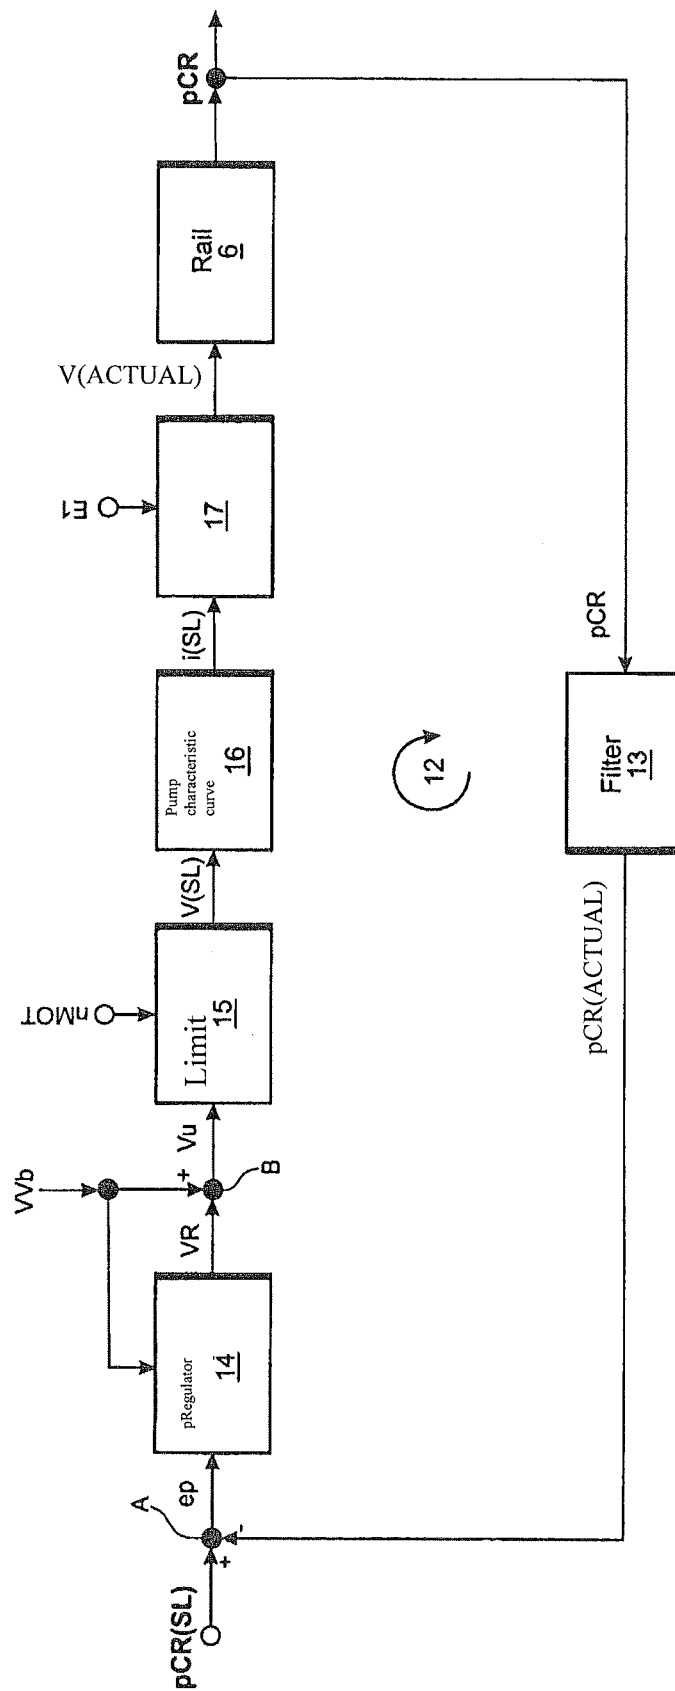 pCR(SL)
+
-
A
ep
pRegulator
14
VVb
VR
+
B
Vu
nMOT
Limit
15
V(SL)
Pump
characteristic
curve
16
i(SL)
E1
17
V(ACTUAL)
Rail
6
pCR
pCR
Filter
13
pCR(ACTUAL)
12